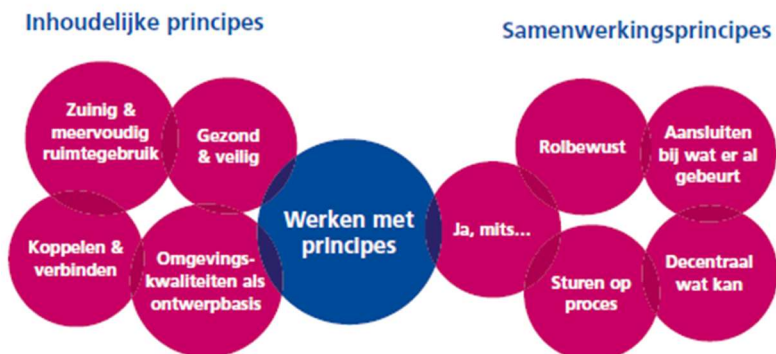 Inhoudelijke principes
Samenwerkingsprincipes
Zuinig &
meervoudig
ruimtegebruik
Gezond
& veilig
Koppelen &
verbinden
Omgevings-
kwaliteiten als
ontwerpbasis
Werken met
principes
Ja, mits...
Rolbewust
Aansluiten
bij wat er al
gebeurt
Sturen op
proces
Decentraal
wat kan